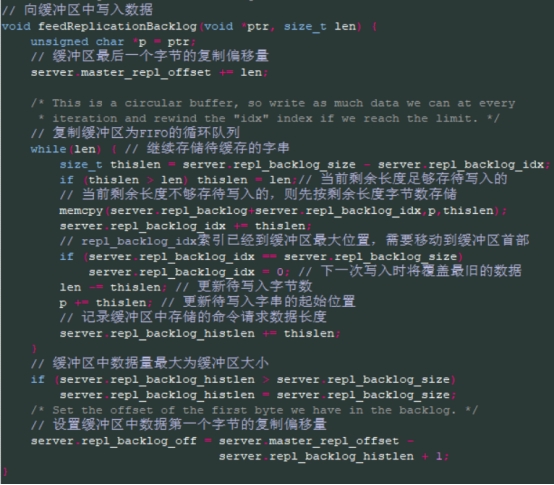 // 向缓冲区中写入数据
void feedReplicationBacklog(void *ptr, size_t len) {
    unsigned char *p = ptr;
    // 缓冲区最后一个字节的复制偏移量
    server.master_repl_offset += len;

    /* This is a circular buffer, so write as much data we can at every
     * iteration and rewind the "idx" index if we reach the limit. */
    // 复制缓冲区为FIFO的循环队列
    while(len) { // 继续存储待缓存的字串
        size_t thislen = server.repl_backlog_size - server.repl_backlog_idx;
        if (thislen > len) thislen = len;// 当前剩余长度足够存待写入的
        // 当前剩余长度不够存待写入的，则先按剩余长度字节数存储
        memcpy(server.repl_backlog+server.repl_backlog_idx,p,thislen);
        server.repl_backlog_idx += thislen;
        // repl_backlog_idx索引已经到缓冲区最大位置，需要移动到缓冲区首部
        if (server.repl_backlog_idx == server.repl_backlog_size)
            server.repl_backlog_idx = 0; // 下一次写入时将覆盖最旧的数据
        len -= thislen; // 更新待写入字节数
        p += thislen; // 更新待写入字串的起始位置
        // 记录缓冲区中存储的命令请求数据长度
        server.repl_backlog_histlen += thislen;
    }
    // 缓冲区中数据量最大为缓冲区大小
    if (server.repl_backlog_histlen > server.repl_backlog_size)
        server.repl_backlog_histlen = server.repl_backlog_size;
    /* Set the offset of the first byte we have in the backlog. */
    // 设置缓冲区中数据第一个字节的复制偏移量
    server.repl_backlog_off = server.master_repl_offset -
                              server.repl_backlog_histlen + 1;
}